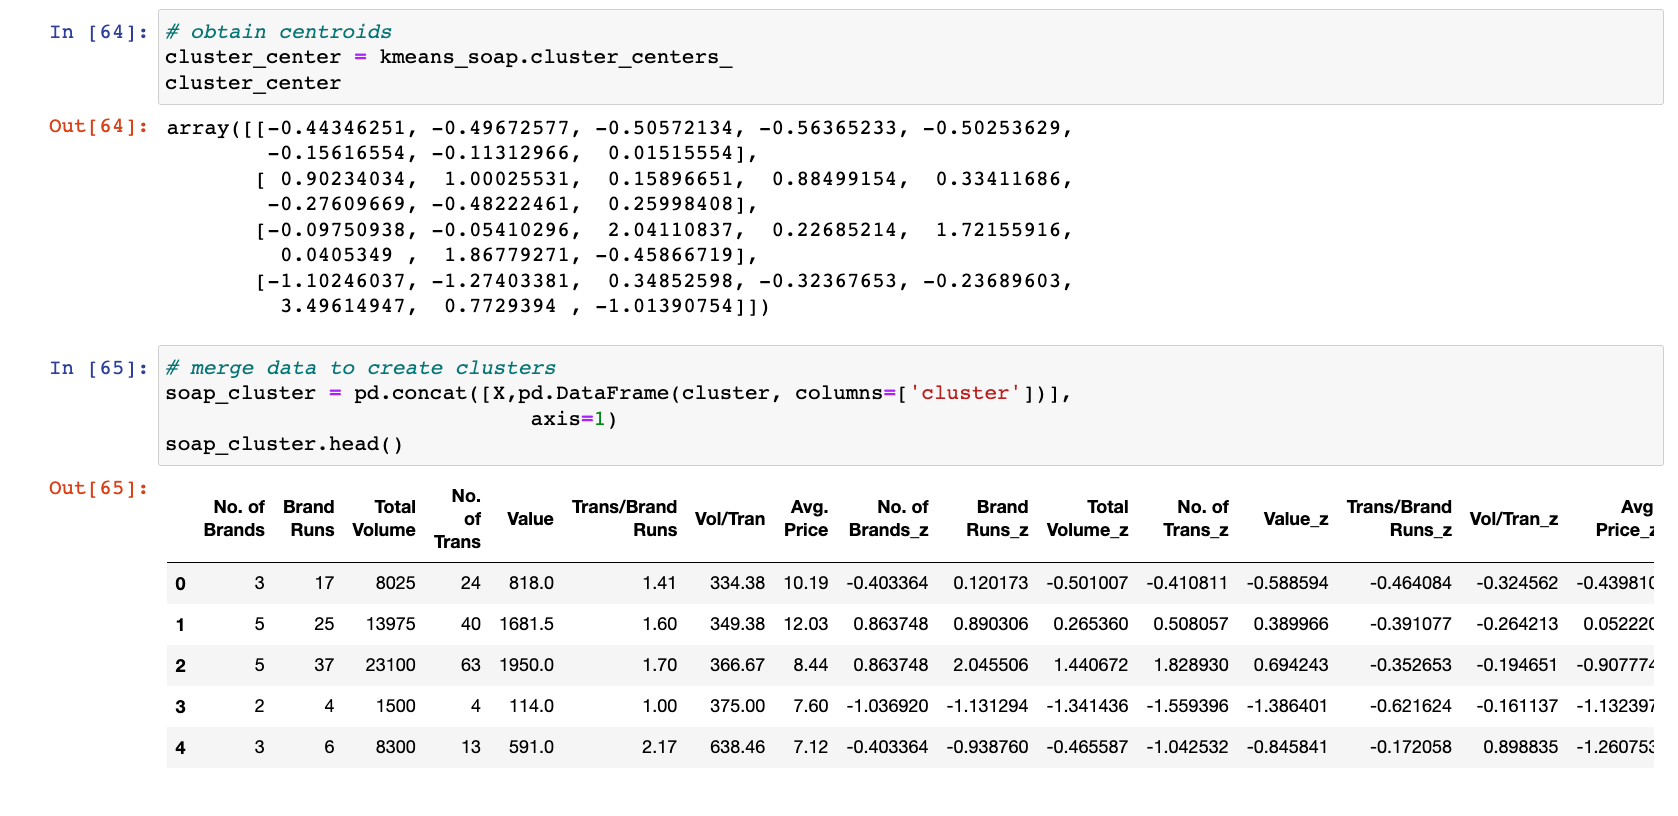 In [64]: # obtain centroids
cluster_center = kmeans_soap.cluster_centers_
cluster_center
Out[64]: array([[-0.44346251, -0.49672577, -0.50572134, -0.56365233, -0.50253629,
-0.15616554, -0.11312966,  0.01515554],
[ 0.90234034,  1.00025531,  0.15896651,  0.88499154,  0.33411686,
-0.27609669, -0.48222461,  0.25998408],
[-0.09750938, -0.05410296,  2.04110837,  0.22685214,  1.72155916,
0.0405349 ,  1.86779271, -0.45866719],
[-1.10246037, -1.27403381,  0.34852598, -0.32367653, -0.23689603,
3.49614947,  0.7729394 , -1.01390754]])
In [65]: # merge data to create clusters
soap_cluster = pd.concat([X,pd.DataFrame(cluster, columns=['cluster'])],
axis=1)
soap_cluster.head()
Out[65]:
No. of Brands Brand Runs Total Volume No. of Trans Value Trans/Brand Runs Vol/Tran Avg. Price No. of Brands_z Brand Runs_z Total Volume_z No. of Trans_z Value_z Trans/Brand Runs_z Vol/Tran_z Avg Price_z
0 3 17 8025 24 818.0 1.41 334.38 10.19 -0.403364 0.120173 -0.501007 -0.410811 -0.588594 -0.464084 -0.324562 -0.439810
1 5 25 13975 40 1681.5 1.60 349.38 12.03 0.863748 0.890306 0.265360 0.508057 0.389966 -0.391077 -0.264213 0.052220
2 5 37 23100 63 1950.0 1.70 366.67 8.44 0.863748 2.045506 1.440672 1.828930 0.694243 -0.352653 -0.194651 -0.907774
3 2 4 1500 4 114.0 1.00 375.00 7.60 -1.036920 -1.131294 -1.341436 -1.559396 -1.386401 -0.621624 -0.161137 -1.132397
4 3 6 8300 13 591.0 2.17 638.46 7.12 -0.403364 -0.938760 -0.465587 -1.042532 -0.845841 -0.172058 0.898835 -1.260753